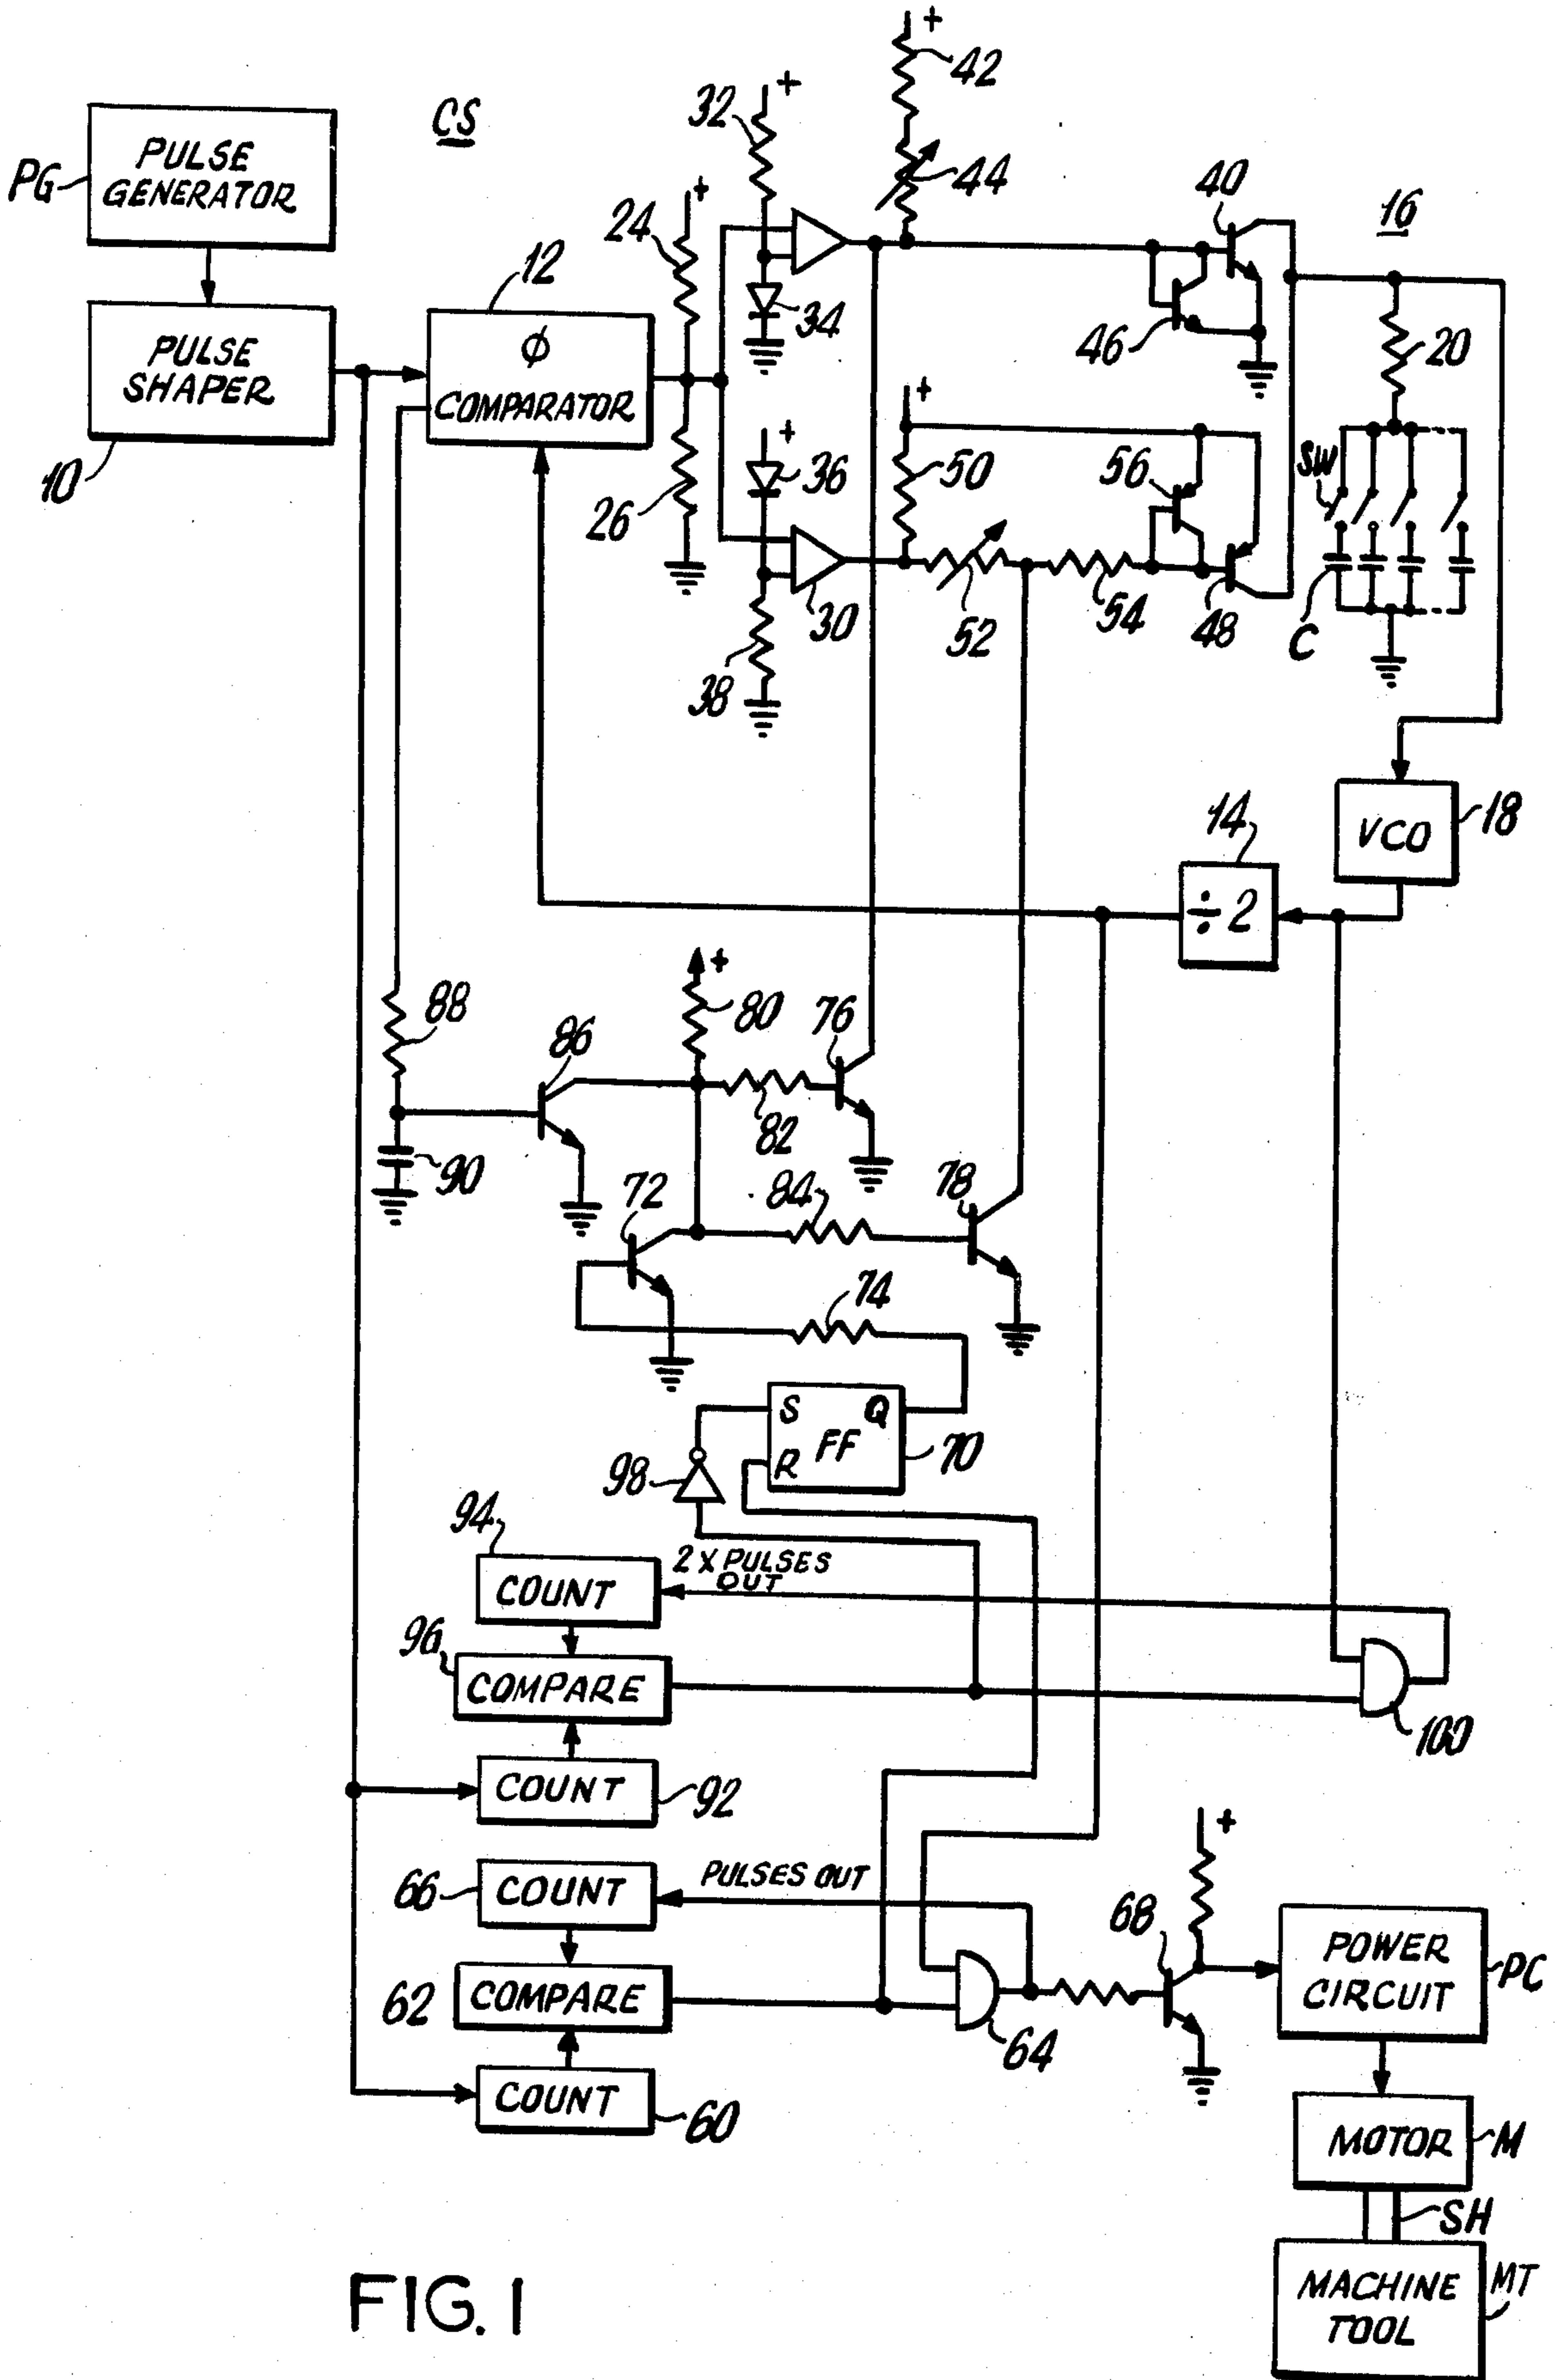 +
42
+
32
CS
PULSE
GENERATOR
PG
44
40
16
+
24
12
34
46
20
PULSE
SHAPER
10
φ
COMPARATOR
+
+
36
50
56
SW
26
30
52
54
48
C
38
VCO
18
14
÷ 2
+
80
76
88
86
82
90
72
84
78
74
S Q
FF
R
70
98
94
COUNT
2 X PULSES
OUT
96
COMPARE
100
COUNT
92
+
66
COUNT
PULSES OUT
68
POWER
CIRCUIT
PC
62
COMPARE
64
COUNT
60
MOTOR
M
SH
MACHINE
TOOL
MT
FIG. 1